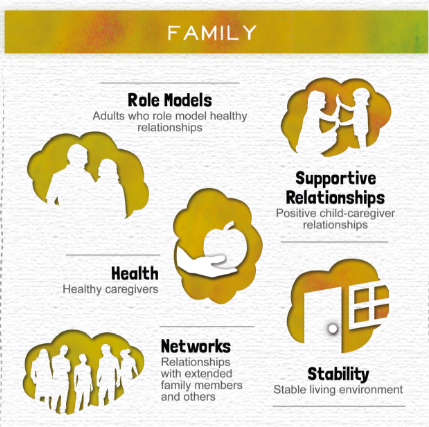 FAMILY
Role Models
Adults who role model healthy
relationships
Supportive
Relationships
Positive child-caregiver
relationships
Health
Healthy caregivers
Networks
Relationships
with extended
family members
and others
Stability
Stable living environment